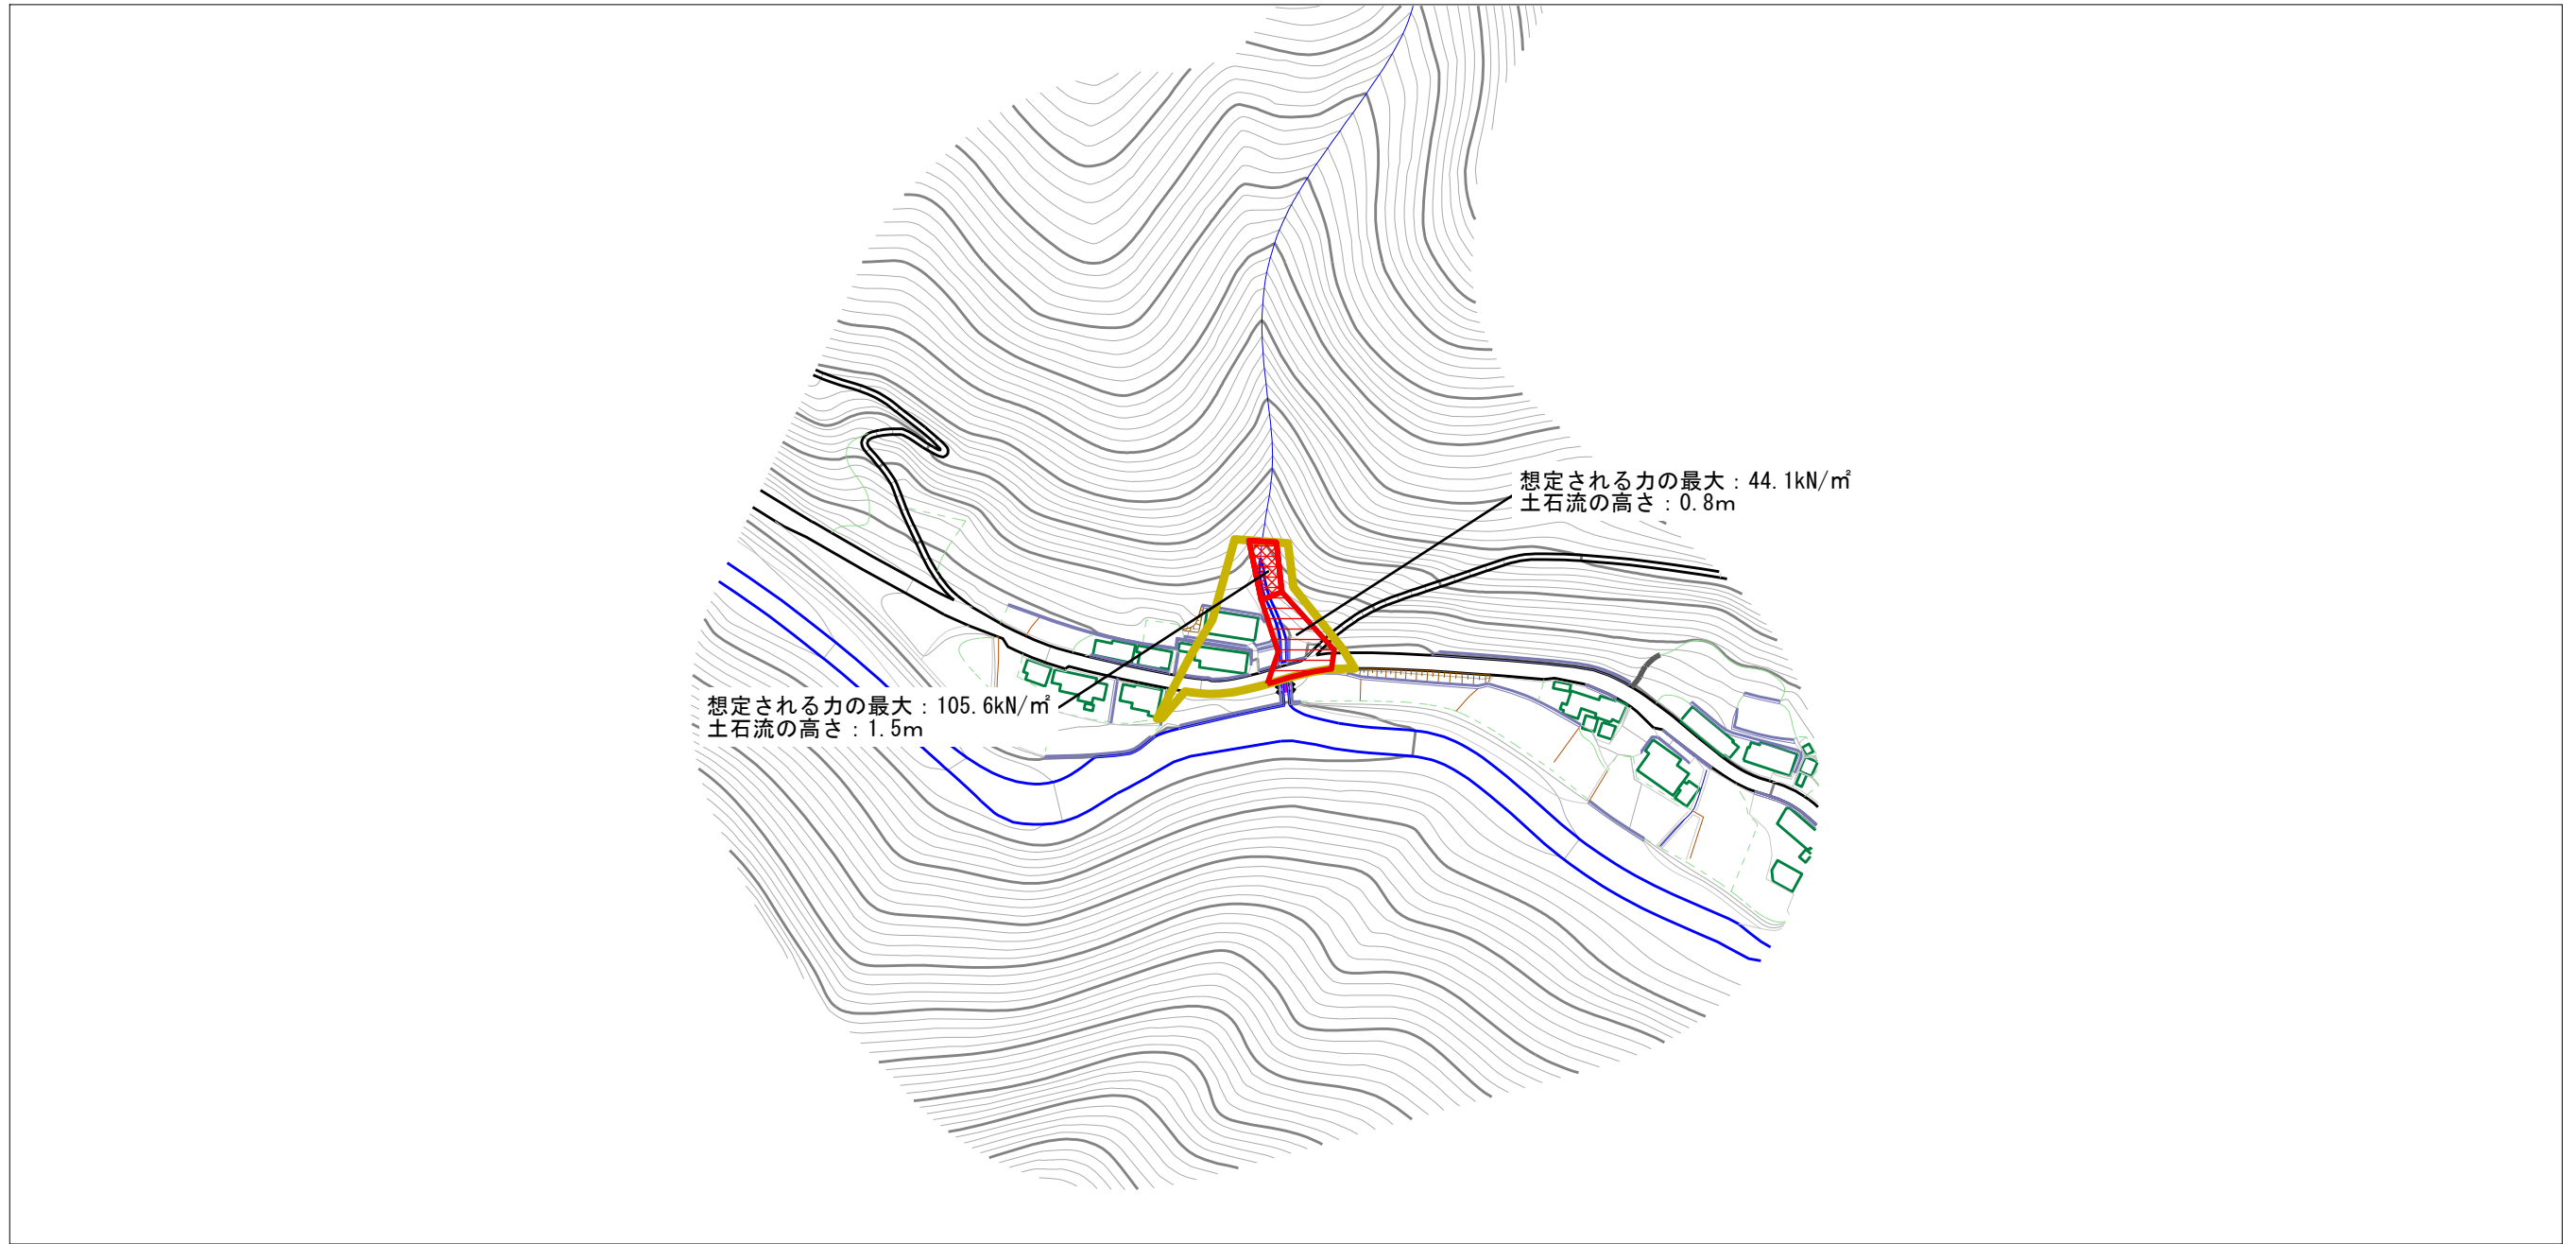 想定される力の最大：44.1kN/㎡
土石流の高さ：0.8m
想定される力の最大：105.6kN/㎡
土石流の高さ：1.5m